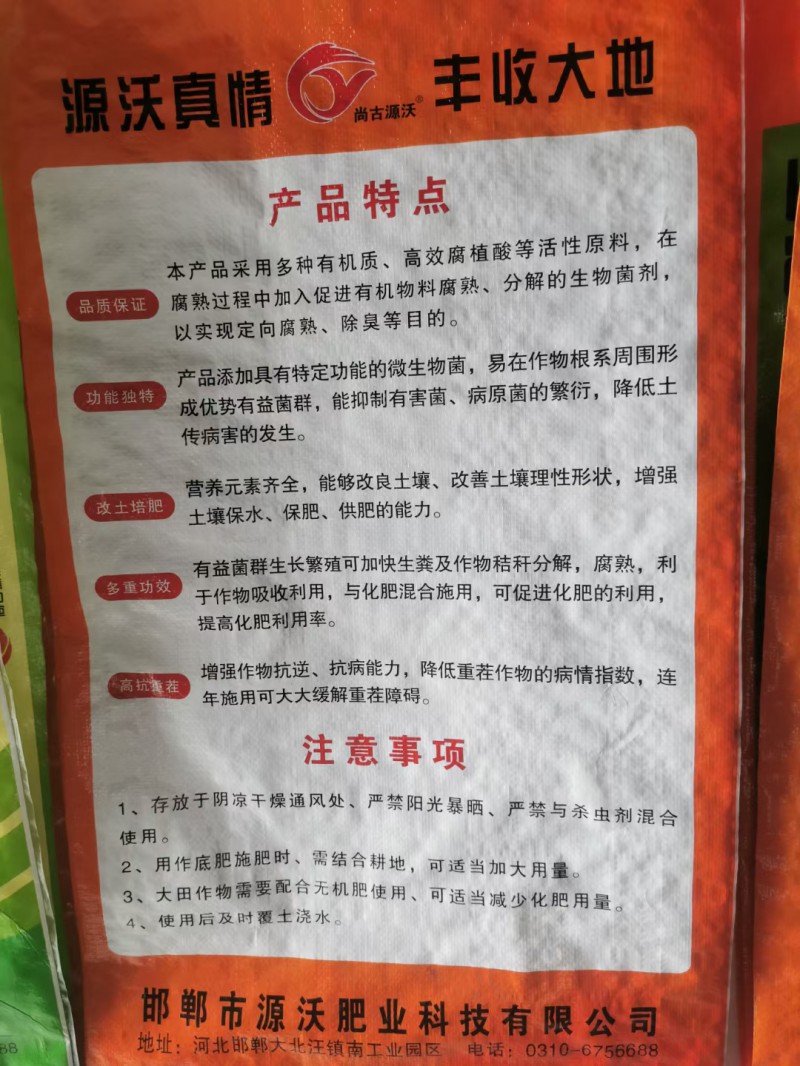 源沃真情 尚古源沃® 丰收大地
产品特点
品质保证
本产品采用多种有机质、高效腐植酸等活性原料，在
腐熟过程中加入促进有机物料腐熟、分解的生物菌剂，
以实现定向腐熟、除臭等目的。
功能独特
产品添加具有特定功能的微生物菌，易在作物根系周围形
成优势有益菌群，能抑制有害菌、病原菌的繁衍，降低土
传病害的发生。
改土培肥
营养元素齐全，能够改良土壤、改善土壤理性形状，增强
土壤保水、保肥、供肥的能力。
多重功效
有益菌群生长繁殖可加快生粪及作物秸秆分解，腐熟，利
于作物吸收利用，与化肥混合施用，可促进化肥的利用，
提高化肥利用率。
高抗重茬
增强作物抗逆、抗病能力，降低重茬作物的病情指数，连
年施用可大大缓解重茬障碍。
注意事项
1、存放于阴凉干燥通风处、严禁阳光暴晒、严禁与杀虫剂混合
使用。
2、用作底肥施肥时、需结合耕地，可适当加大用量。
3、大田作物需要配合无机肥使用、可适当减少化肥用量。
4、使用后及时覆土浇水。
邯郸市源沃肥业科技有限公司
地址：河北邯郸大北汪镇南工业园区 电话：0310-6756688
88